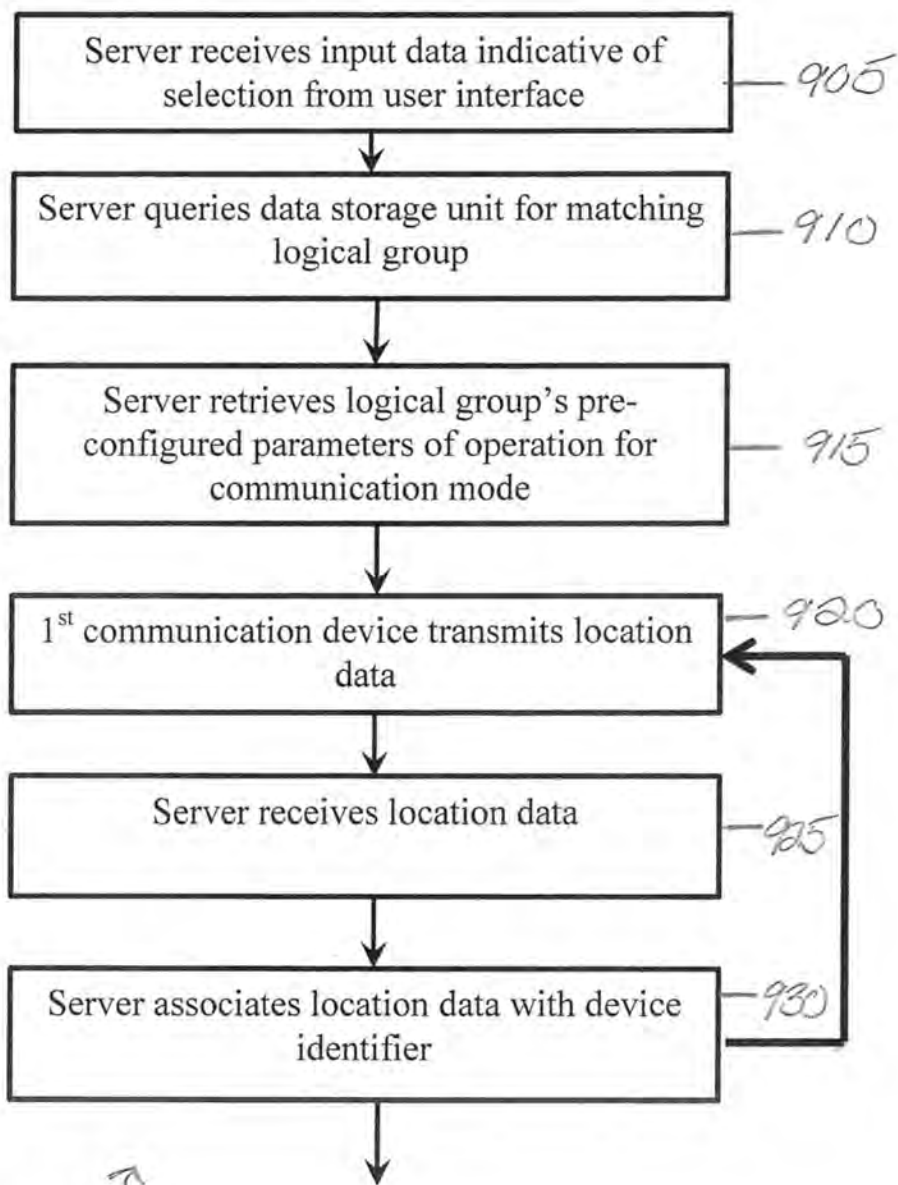 Server receives input data indicative of
selection from user interface
905
Server queries data storage unit for matching
logical group
910
Server retrieves logical group's pre-
configured parameters of operation for
communication mode
915
1st communication device transmits location
data
920
Server receives location data
925
Server associates location data with device
identifier
930